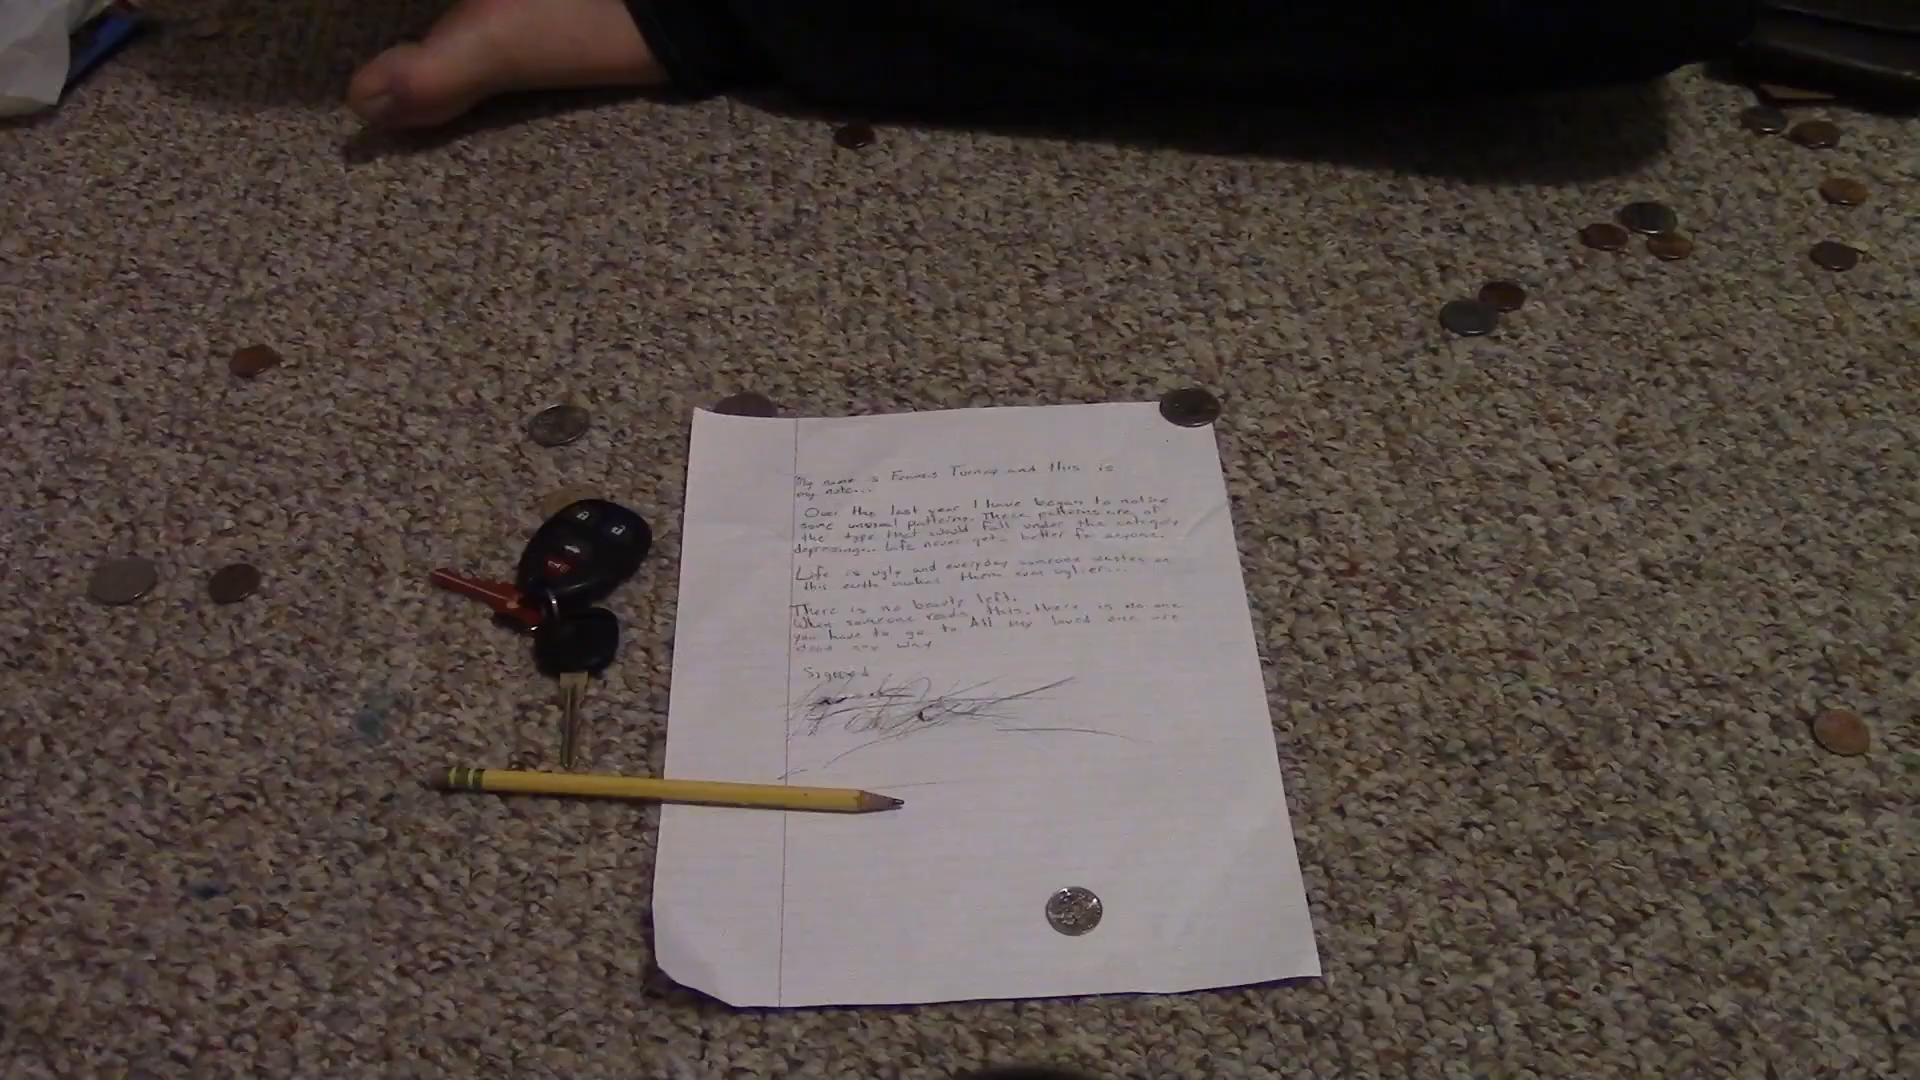 My name is Francis Turner and this is
my note...
Over the last year I have began to notice
some unusual patterns. These patterns are of
the type that would fall under the category
depressing... Life never gets better for anyone.
Life is ugly and everyday someone wastes on
this earth makes them even uglier...
There is no beauty left.
When someone reads this, there is no one
you have to go to All my loved one are
dead any way
Signed